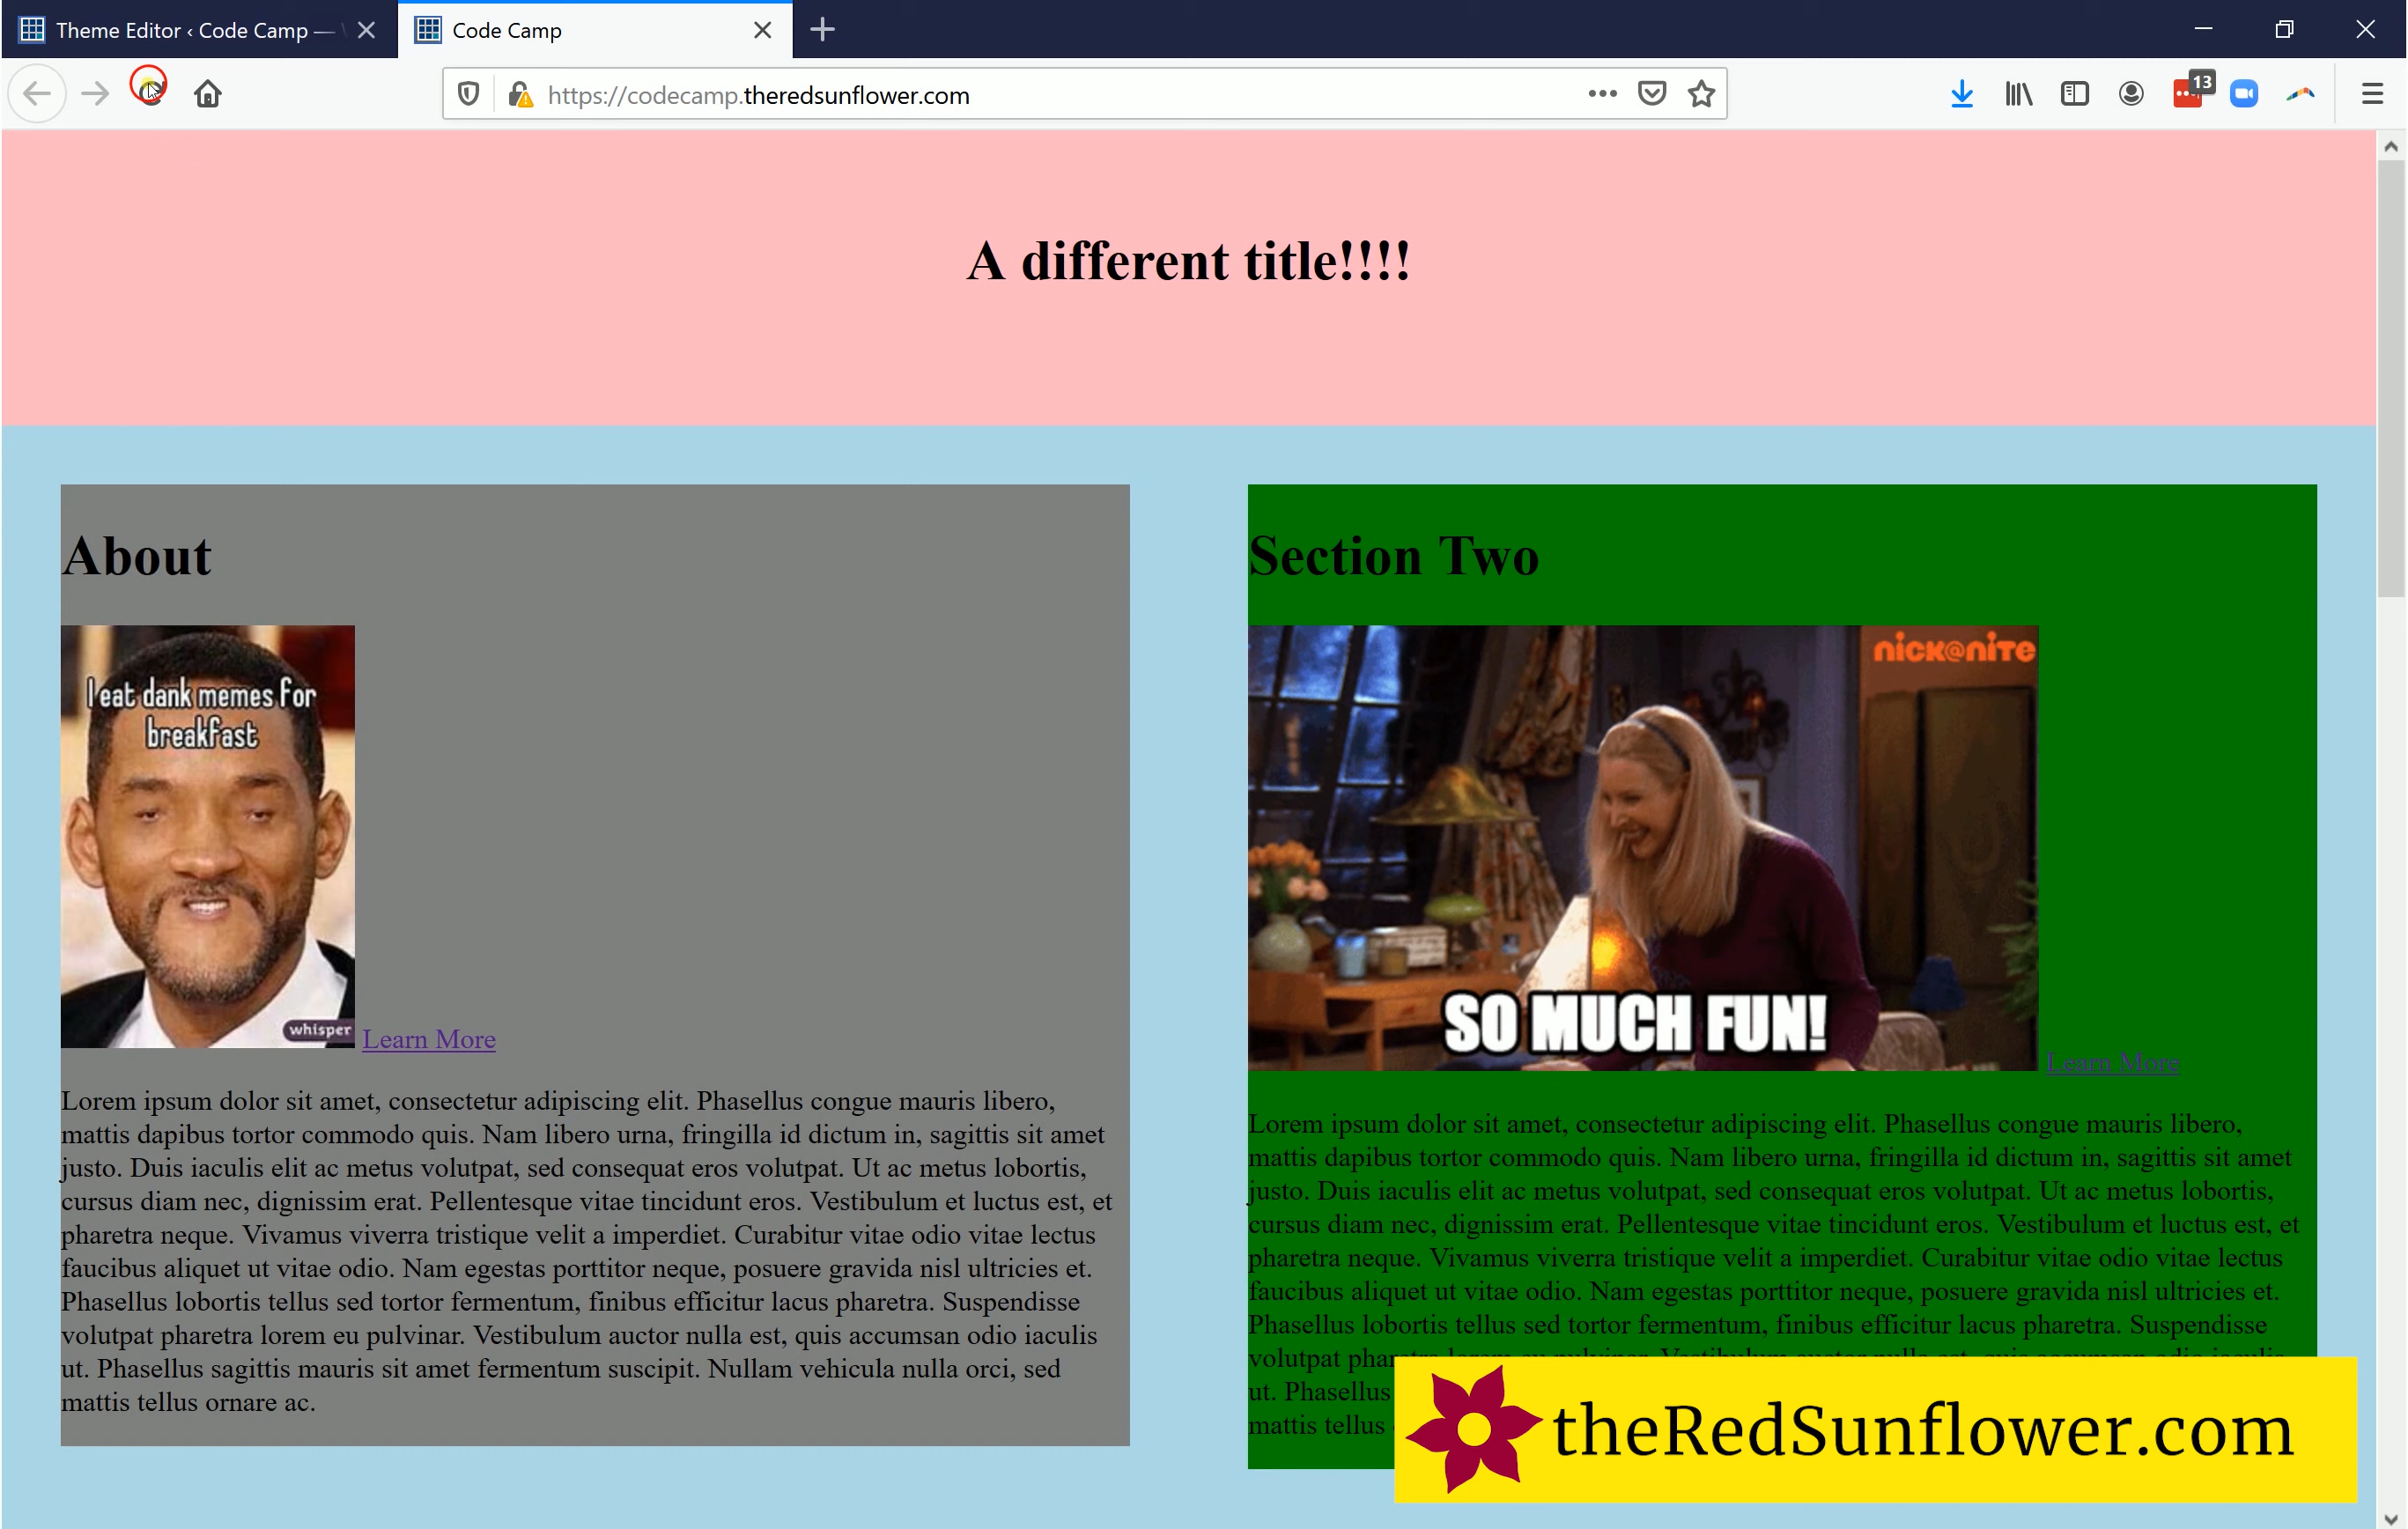 Theme Editor ‹ Code Camp —
Code Camp
https://codecamp.theredsunflower.com
13
A different title!!!!
About
I eat dank memes for
breakfast
whisper
Learn More
Lorem ipsum dolor sit amet, consectetur adipiscing elit. Phasellus congue mauris libero,
mattis dapibus tortor commodo quis. Nam libero urna, fringilla id dictum in, sagittis sit amet
justo. Duis iaculis elit ac metus volutpat, sed consequat eros volutpat. Ut ac metus lobortis,
cursus diam nec, dignissim erat. Pellentesque vitae tincidunt eros. Vestibulum et luctus est, et
pharetra neque. Vivamus viverra tristique velit a imperdiet. Curabitur vitae odio vitae lectus
faucibus aliquet ut vitae odio. Nam egestas porttitor neque, posuere gravida nisl ultricies et.
Phasellus lobortis tellus sed tortor fermentum, finibus efficitur lacus pharetra. Suspendisse
volutpat pharetra lorem eu pulvinar. Vestibulum auctor nulla est, quis accumsan odio iaculis
ut. Phasellus sagittis mauris sit amet fermentum suscipit. Nullam vehicula nulla orci, sed
mattis tellus ornare ac.
Section Two
nick@nite
SO MUCH FUN!
Learn More
Lorem ipsum dolor sit amet, consectetur adipiscing elit. Phasellus congue mauris libero,
mattis dapibus tortor commodo quis. Nam libero urna, fringilla id dictum in, sagittis sit amet
justo. Duis iaculis elit ac metus volutpat, sed consequat eros volutpat. Ut ac metus lobortis,
cursus diam nec, dignissim erat. Pellentesque vitae tincidunt eros. Vestibulum et luctus est, et
pharetra neque. Vivamus viverra tristique velit a imperdiet. Curabitur vitae odio vitae lectus
faucibus aliquet ut vitae odio. Nam egestas porttitor neque, posuere gravida nisl ultricies et.
Phasellus lobortis tellus sed tortor fermentum, finibus efficitur lacus pharetra. Suspendisse
volutpat
ut. Phasellus
mattis tellus
theRedSunflower.com